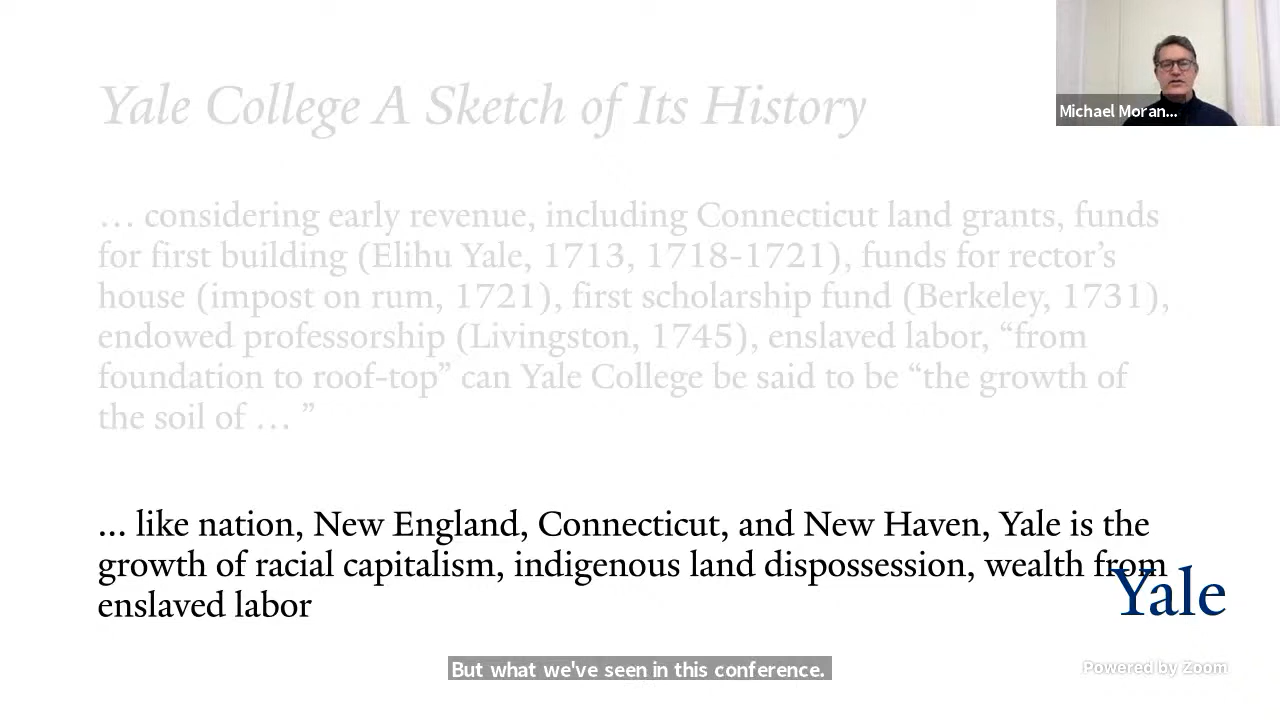 Yale College A Sketch of Its History
Michael Moran...
… considering early revenue, including Connecticut land grants, funds
for first building (Elihu Yale, 1713, 1718-1721), funds for rector’s
house (impost on rum, 1721), first scholarship fund (Berkeley, 1731),
endowed professorship (Livingston, 1745), enslaved labor, “from
foundation to roof-top” can Yale College be said to be “the growth of
the soil of … ”
... like nation, New England, Connecticut, and New Haven, Yale is the
growth of racial capitalism, indigenous land dispossession, wealth from
enslaved labor
Yale
But what we've seen in this conference.
Powered by Zoom